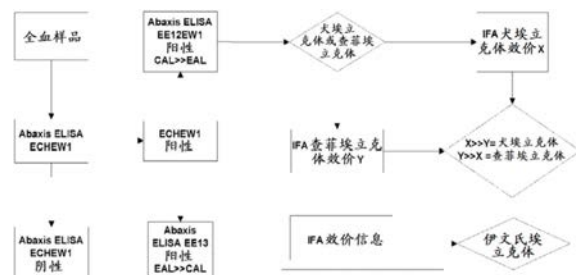 全血样品
Abaxis ELISA
EE12EW1
阳性
CAL>>EAL
犬埃立
克体或查菲埃
立克体
IFA 犬埃立
克体效价X
Abaxis ELISA
ECHEW1
ECHEW1
阳性
IFA 查菲埃立克
体效价Y
X>>Y=犬埃立克体
Y>>X=查菲埃立克体
Abaxis ELISA
ECHEW1
阴性
Abaxis
ELISA EE13
阳性
EAL>>CAL
IFA 效价信息
伊文氏埃
立克体